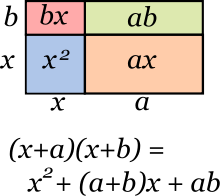 b bx ab
x x² ax
x a
(x+a)(x+b) =
x²+ (a+b)x + ab